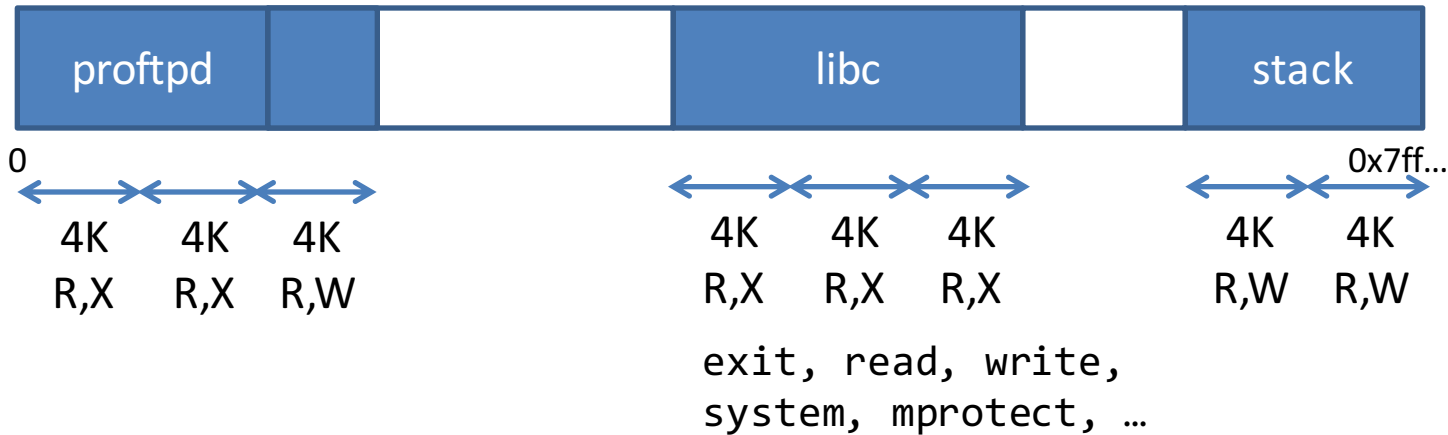 proftpd libc stack
0 0x7ff…
4K 4K 4K 4K 4K 4K 4K 4K
R,X R,X R,W R,X R,X R,X R,W R,W
exit, read, write,
system, mprotect, …